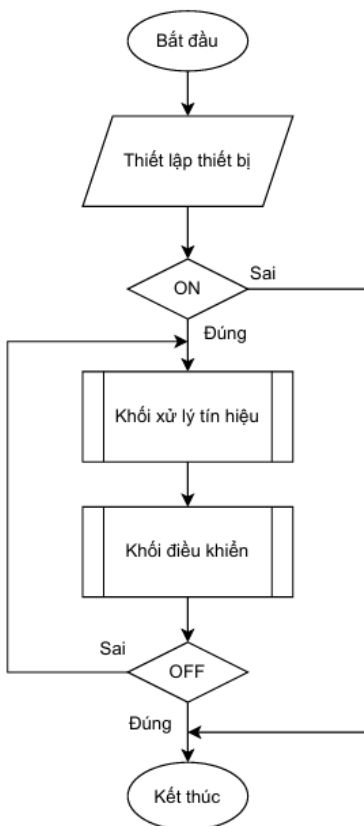 Bắt đầu
Thiết lập thiết bị
ON
Sai
Đúng
Khối xử lý tín hiệu
Khối điều khiển
Sai
OFF
Đúng
Kết thúc